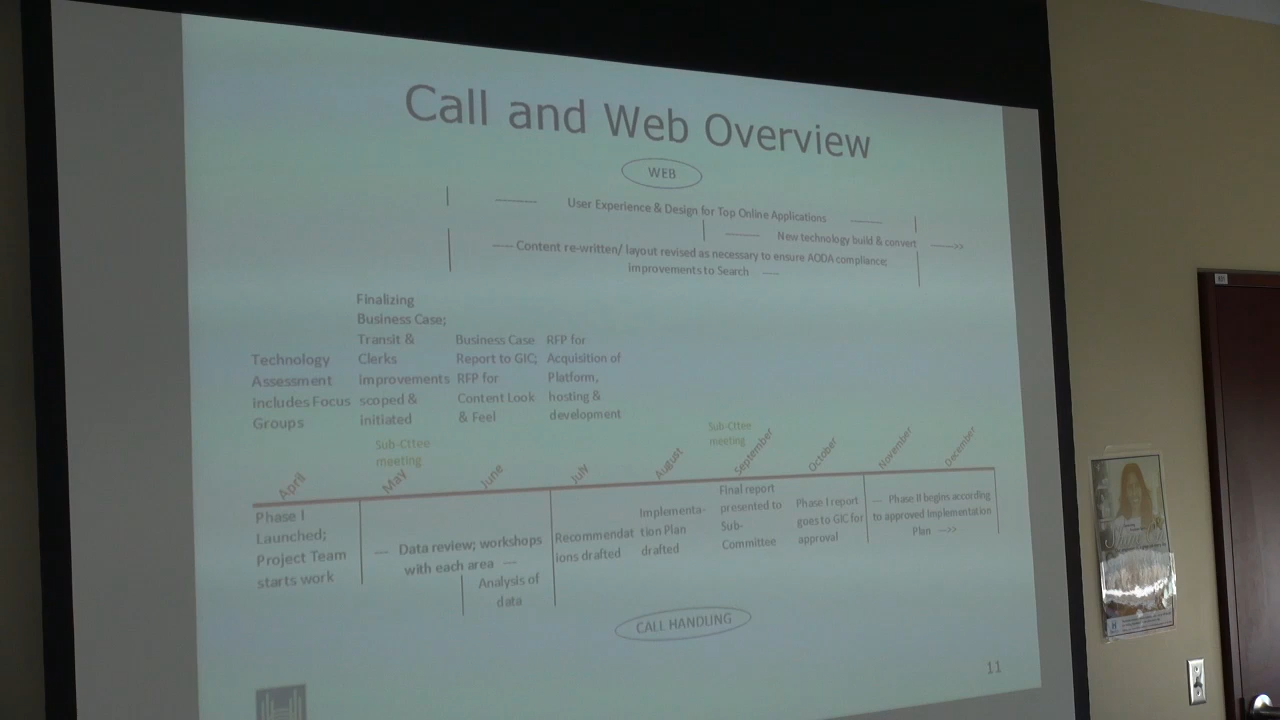 Call and Web Overview
WEB
User Experience & Design for Top Online Applications
New technology build & convert ---->>
---- Content re-written/ layout revised as necessary to ensure AODA compliance;
improvements to Search ----
Technology
Assessment
includes Focus
Groups
Finalizing
Business Case;
Transit &
Clerks
improvements
scoped &
initiated
Business Case
Report to GIC;
RFP for
Content Look
& Feel
RFP for
Acquisition of
Platform,
hosting &
development
Sub-Cttee
meeting
Sub-Cttee
meeting
April
May
June
July
August
September
October
November
December
Phase I
Launched;
Project Team
starts work
---- Data review; workshops
with each area ----
Analysis of
data
Recommendat
ions drafted
Implementa-
tion Plan
drafted
Final report
presented to
Sub-
Committee
Phase I report
goes to GIC for
approval
---- Phase II begins according
to approved implementation
Plan ---->>
CALL HANDLING
11